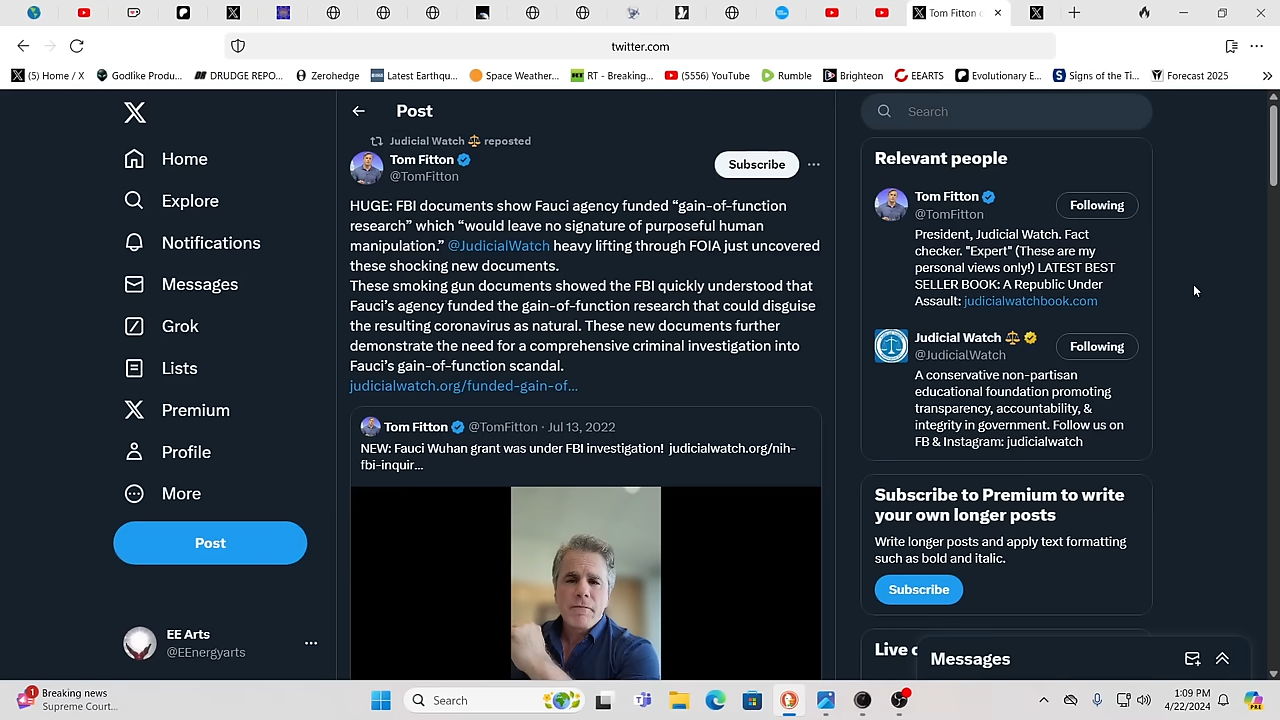 Tom Fitton
twitter.com
(5) Home / X
Godlike Produ...
DRUDGE REPO...
Zerohedge
Latest Earthqu...
Space Weather...
RT - Breaking...
(5556) YouTube
Rumble
Brighteon
EEARTS
Evolutionary E...
Signs of the Ti...
Forecast 2025
Home
Explore
Notifications
Messages
Grok
Lists
Premium
Profile
More
Post
EE Arts
@EEnergyarts
Post
Judicial Watch reposted
Tom Fitton
@TomFitton
Subscribe
HUGE: FBI documents show Fauci agency funded “gain-of-function
research” which “would leave no signature of purposeful human
manipulation.” @JudicialWatch heavy lifting through FOIA just uncovered
these shocking new documents.
These smoking gun documents showed the FBI quickly understood that
Fauci’s agency funded the gain-of-function research that could disguise
the resulting coronavirus as natural. These new documents further
demonstrate the need for a comprehensive criminal investigation into
Fauci’s gain-of-function scandal.
judicialwatch.org/funded-gain-of...
Tom Fitton @TomFitton · Jul 13, 2022
NEW: Fauci Wuhan grant was under FBI investigation! judicialwatch.org/nih-
fbi-inquir...
Search
Relevant people
Tom Fitton
@TomFitton
Following
President, Judicial Watch. Fact
checker. "Expert" (These are my
personal views only!) LATEST BEST
SELLER BOOK: A Republic Under
Assault: judicialwatchbook.com
Judicial Watch
@JudicialWatch
Following
A conservative non-partisan
educational foundation promoting
transparency, accountability, &
integrity in government. Follow us on
FB & Instagram: judicialwatch
Subscribe to Premium to write
your own longer posts
Write longer posts and apply text formatting
such as bold and italic.
Subscribe
Live
Messages
1
Breaking news
Supreme Court...
Search
1:09 PM
4/22/2024
PRE